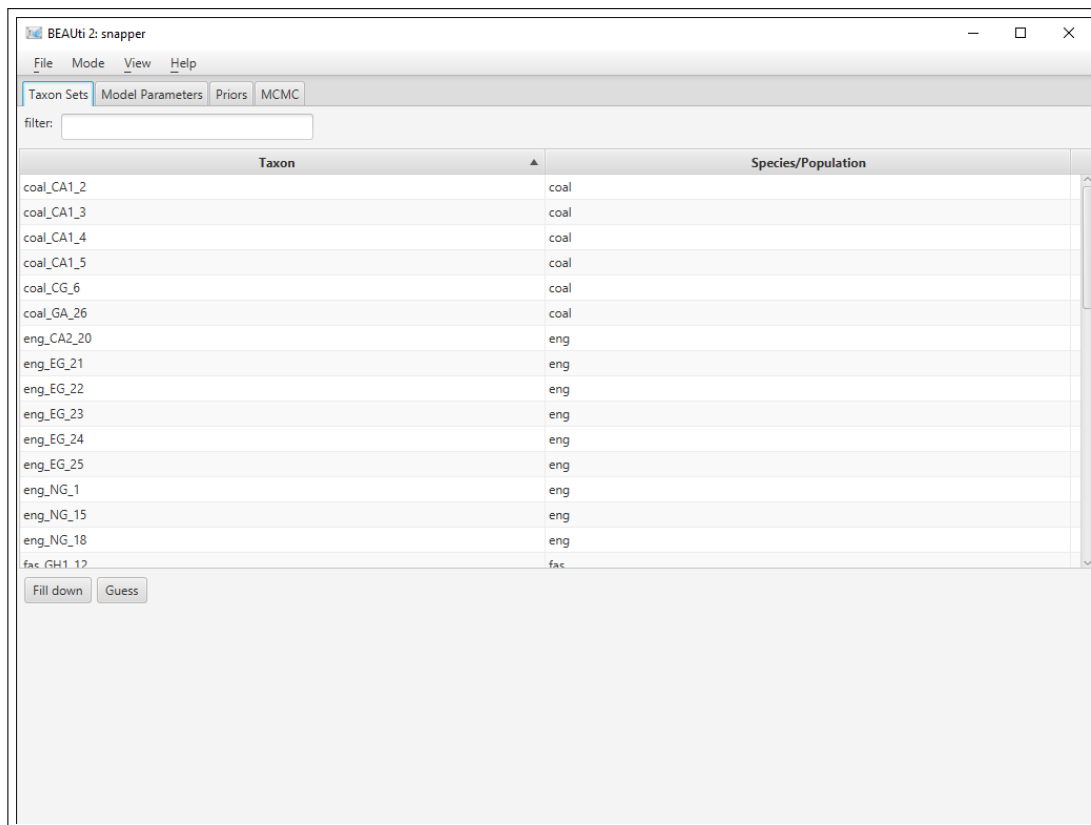 BEAUti 2: snapper
File Mode View Help
Taxon Sets Model Parameters Priors MCMC
filter:
Taxon Species/Population
coal_CA1_2 coal
coal_CA1_3 coal
coal_CA1_4 coal
coal_CA1_5 coal
coal_CG_6 coal
coal_GA_26 coal
eng_CA2_20 eng
eng_EG_21 eng
eng_EG_22 eng
eng_EG_23 eng
eng_EG_24 eng
eng_EG_25 eng
eng_NG_1 eng
eng_NG_15 eng
eng_NG_18 eng
fas_GH1_12 fas
Fill down Guess